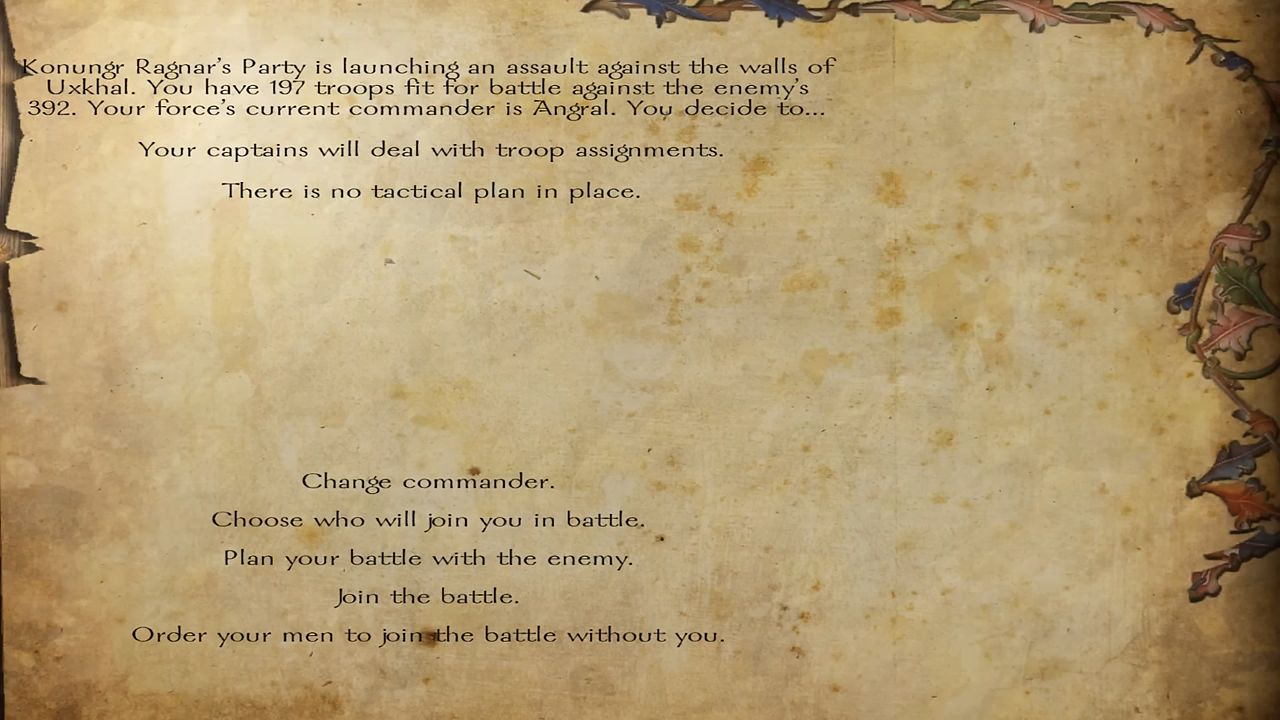 Konungr Ragnar's Party is launching an assault against the walls of
Uxkhal. You have 197 troops fit for battle against the enemy's
392. Your force's current commander is Angral. You decide to...
Your captains will deal with troop assignments.
There is no tactical plan in place.
Change commander.
Choose who will join you in battle.
Plan your battle with the enemy.
Join the battle.
Order your men to join the battle without you.